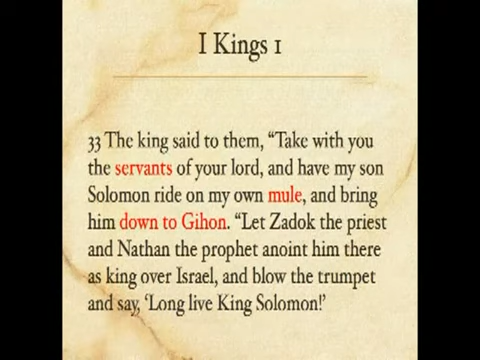 I Kings 1
33 The king said to them, “Take with you
the servants of your lord, and have my son
Solomon ride on my own mule, and bring
him down to Gihon. “Let Zadok the priest
and Nathan the prophet anoint him there
as king over Israel, and blow the trumpet
and say, ‘Long live King Solomon!’